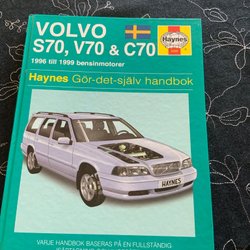 VOLVO
S70, V70 & C70
1996 till 1999 bensinmotorer
Haynes
Haynes Gör-det-själv handbok
HAYNES
VARJE HANDBOK BASERAS PÅ EN FULLSTÄNDIG